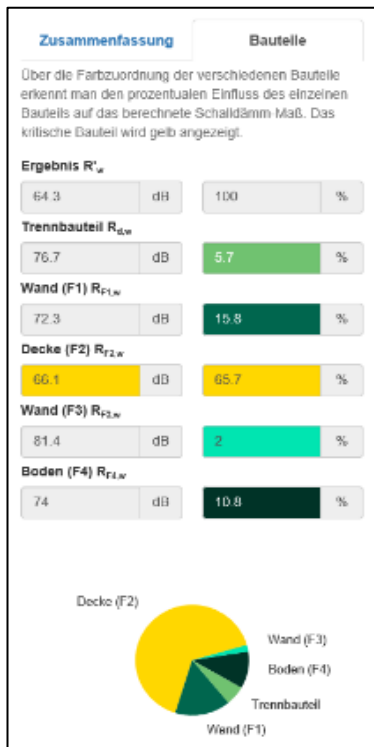 Zusammenfassung
Bauteile
Über die Farbzuordnung der verschiedenen Bauteile
erkennt man den prozentualen Einfluss des einzelnen
Bauteils auf das berechnete Schalldämm-Maß. Das
kritische Bauteil wird gelb angezeigt.
Ergebnis R'w
64.3 dB 100 %
Trennbauteil Rd,w
76.7 dB 5.7 %
Wand (F1) RF1,w
72.3 dB 15.8 %
Decke (F2) RF2,w
66.1 dB 65.7 %
Wand (F3) RF3,w
81.4 dB 2 %
Boden (F4) RF4,w
74 dB 10.8 %
Decke (F2)
Wand (F3)
Boden (F4)
Trennbauteil
Wand (F1)